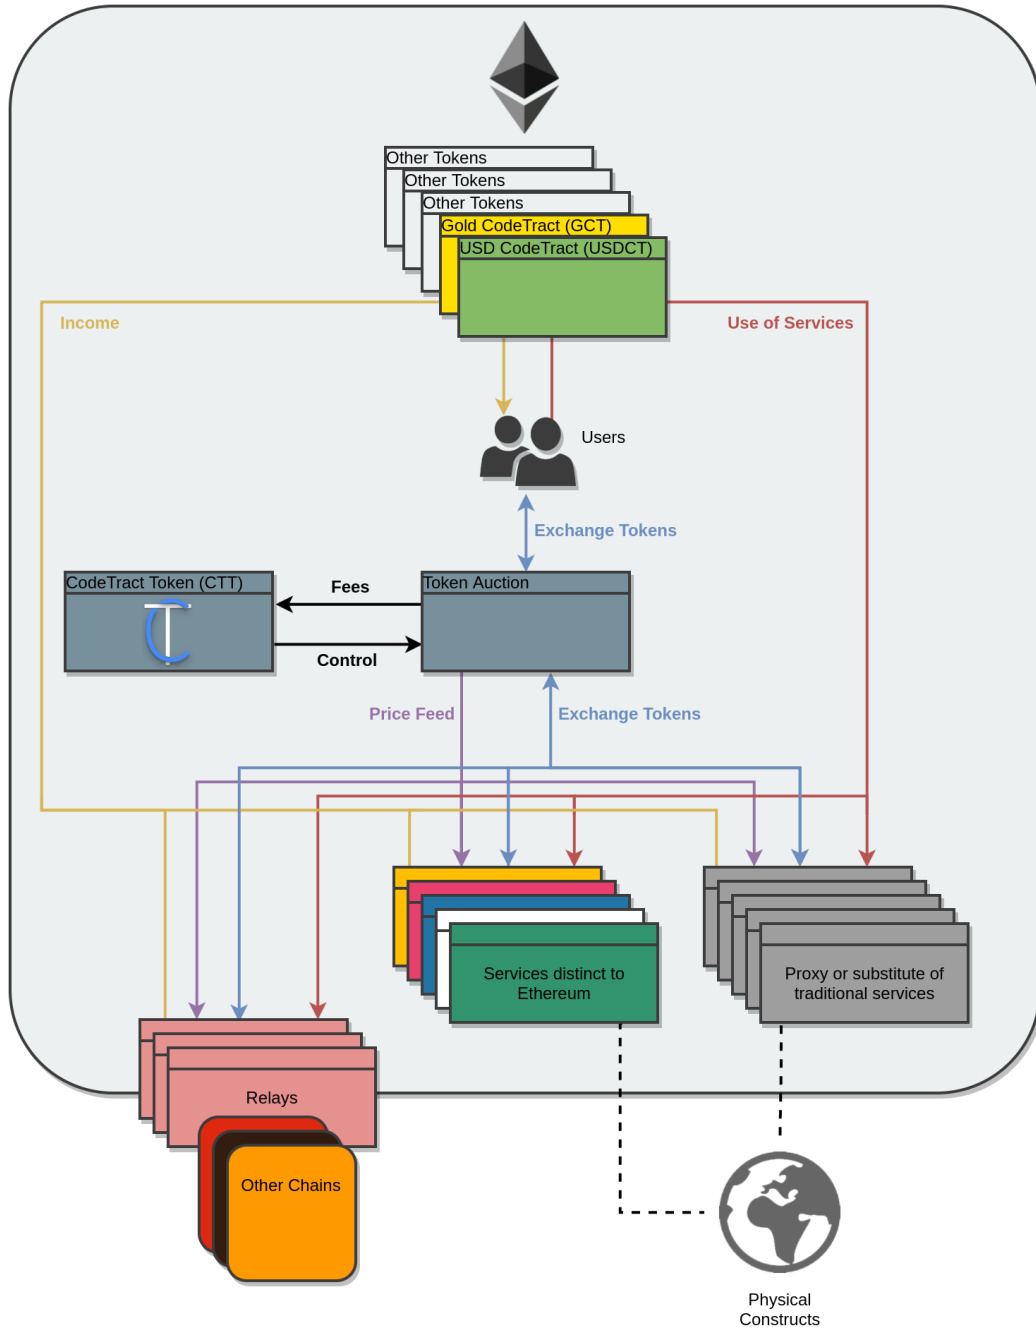 Other Tokens
Other Tokens
Other Tokens
Gold CodeTract (GCT)
USD CodeTract (USDCT)
Income
Use of Services
Users
Exchange Tokens
CodeTract Token (CTT)
Fees
Token Auction
Control
Price Feed
Exchange Tokens
Services distinct to
Ethereum
Proxy or substitute of
traditional services
Relays
Other Chains
Physical
Constructs